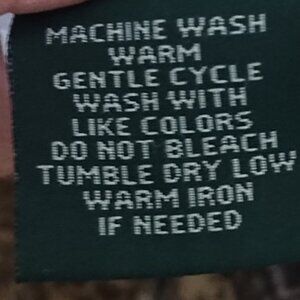 MACHINE WASH
WARM
GENTLE CYCLE
WASH WITH
LIKE COLORS
DO NOT BLEACH
TUMBLE DRY LOW
WARM IRON
IF NEEDED